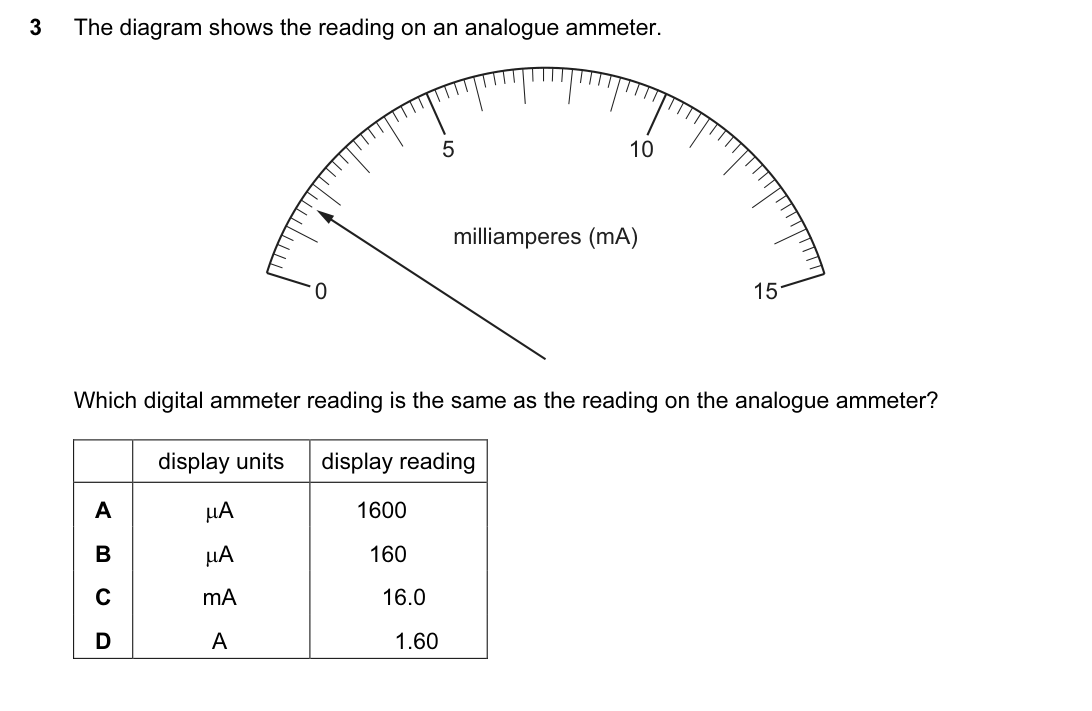 3 The diagram shows the reading on an analogue ammeter.
5 10
milliamperes (mA)
0 15
Which digital ammeter reading is the same as the reading on the analogue ammeter?
display units display reading
A μA 1600
B μA 160
C mA 16.0
D A 1.60